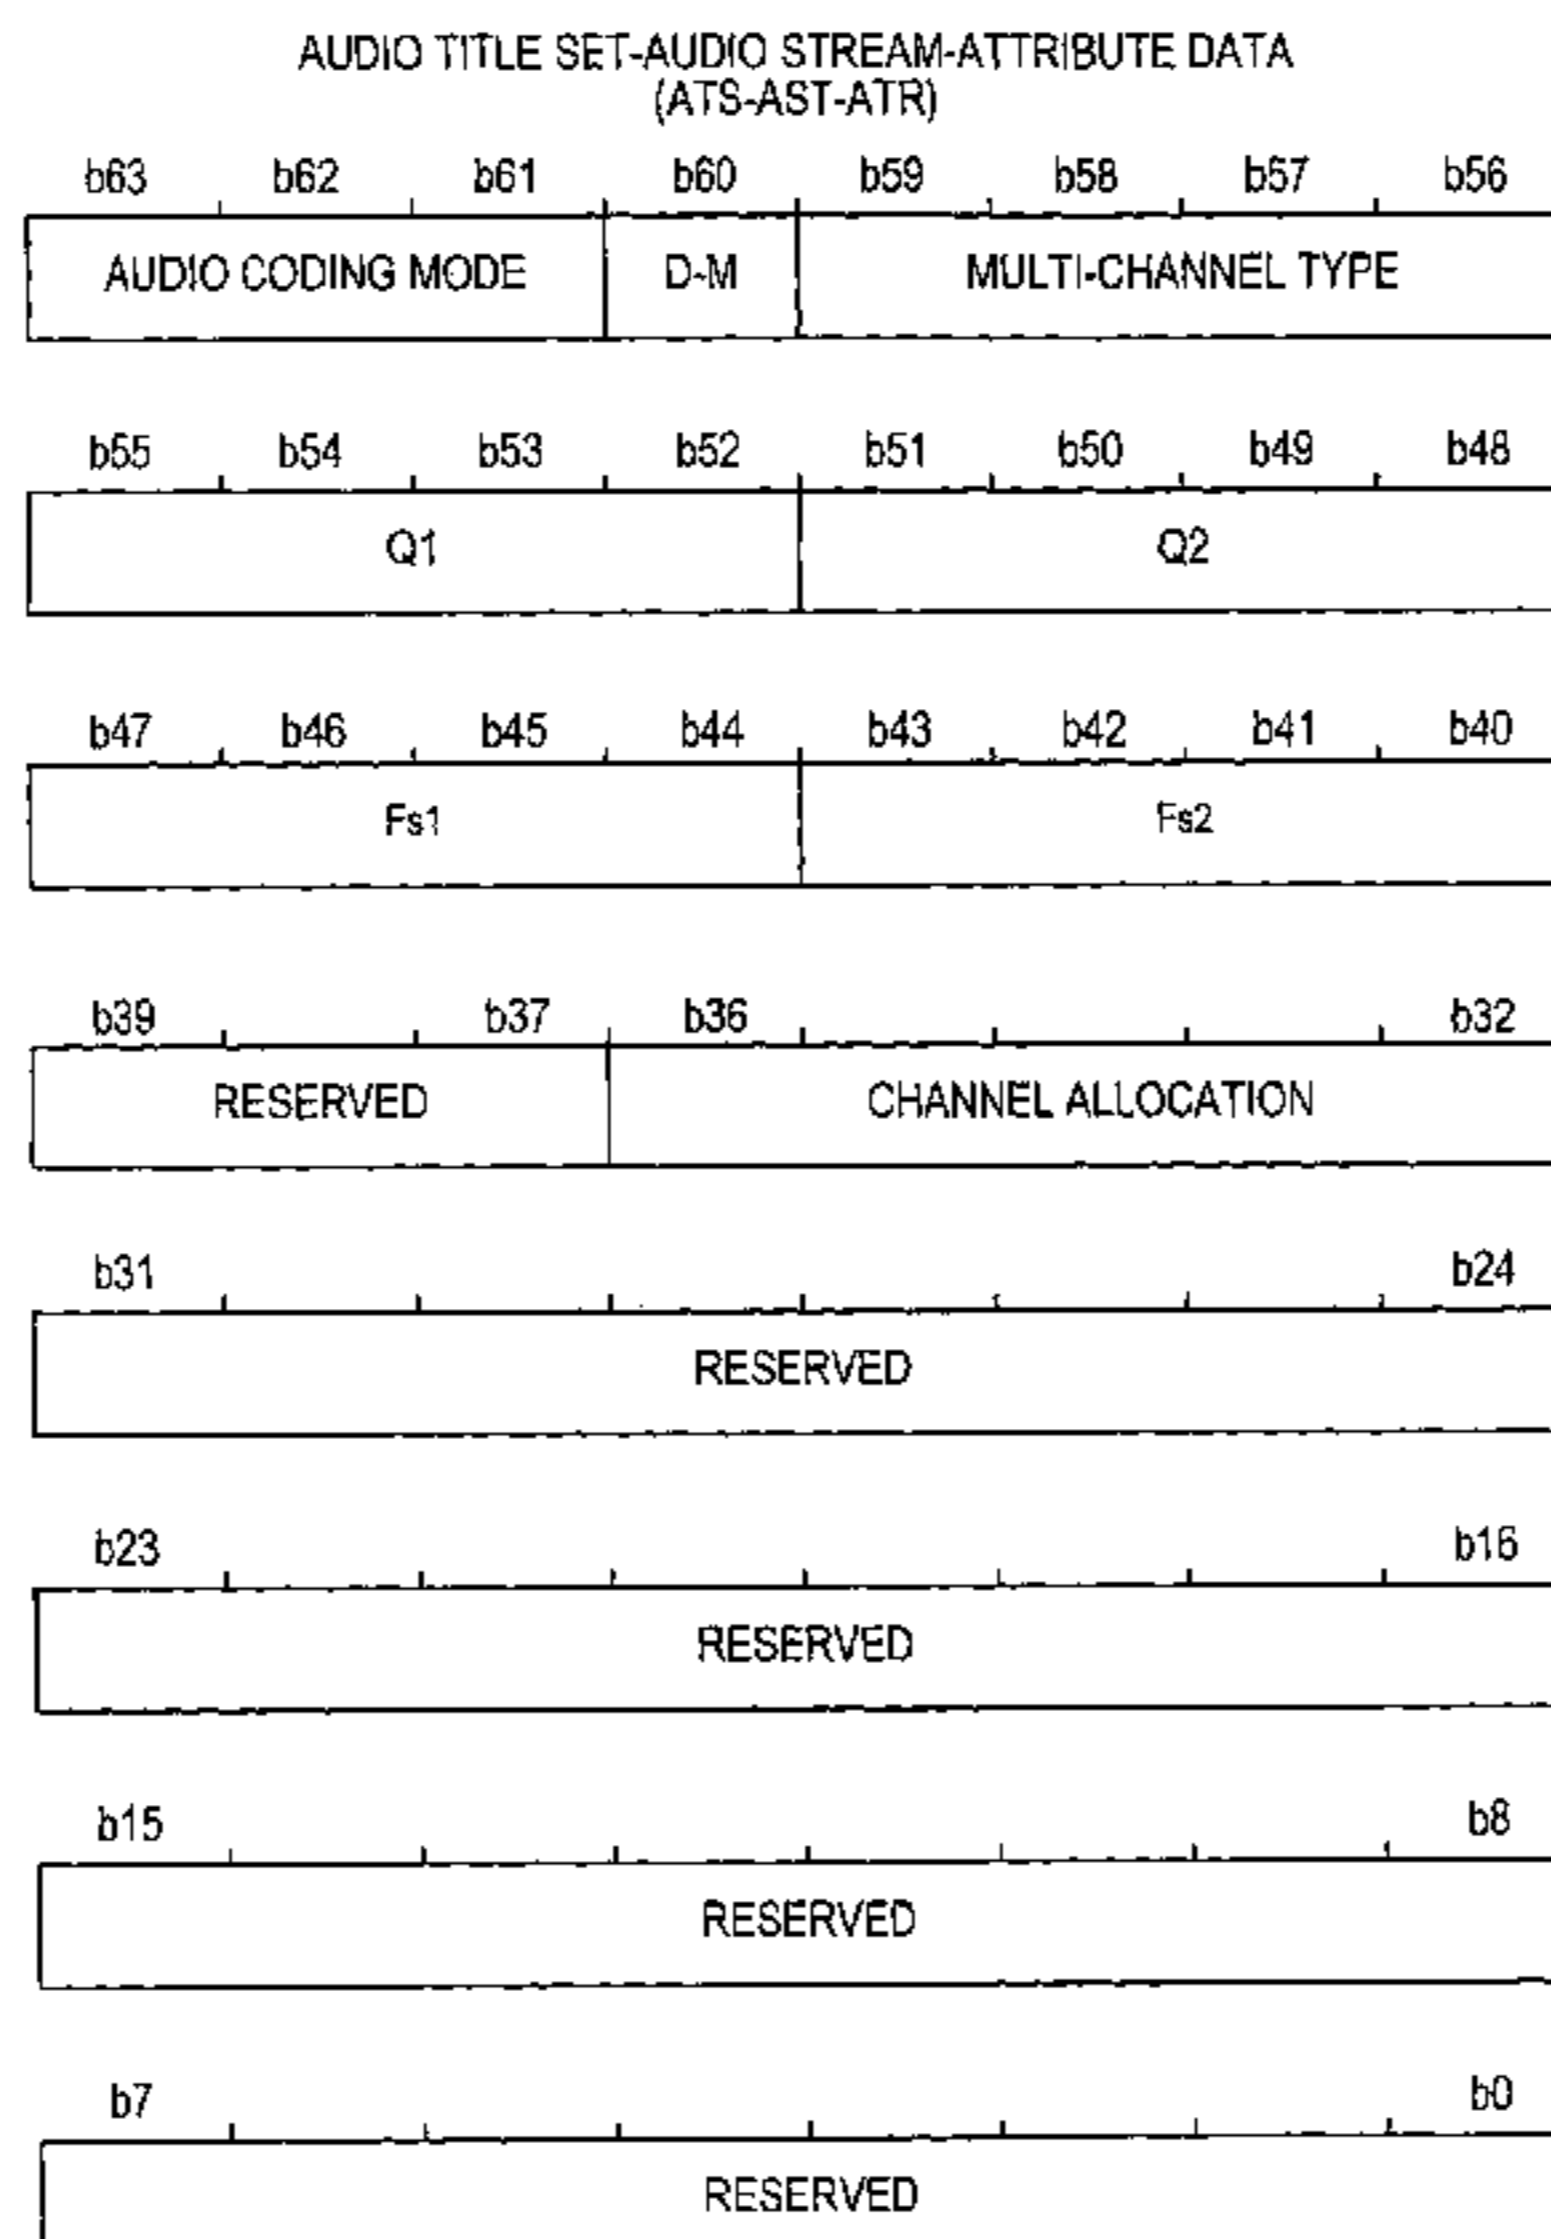 AUDIO TITLE SET-AUDIO STREAM-ATTRIBUTE DATA
(ATS-AST-ATR)
b63 b62 b61 b60 b59 b58 b57 b56
AUDIO CODING MODE D-M MULTI-CHANNEL TYPE
b55 b54 b53 b52 b51 b50 b49 b48
Q1 Q2
b47 b46 b45 b44 b43 b42 b41 b40
Fs1 Fs2
b39 b37 b36 b32
RESERVED CHANNEL ALLOCATION
b31 b24
RESERVED
b23 b16
RESERVED
b15 b8
RESERVED
b7 b0
RESERVED